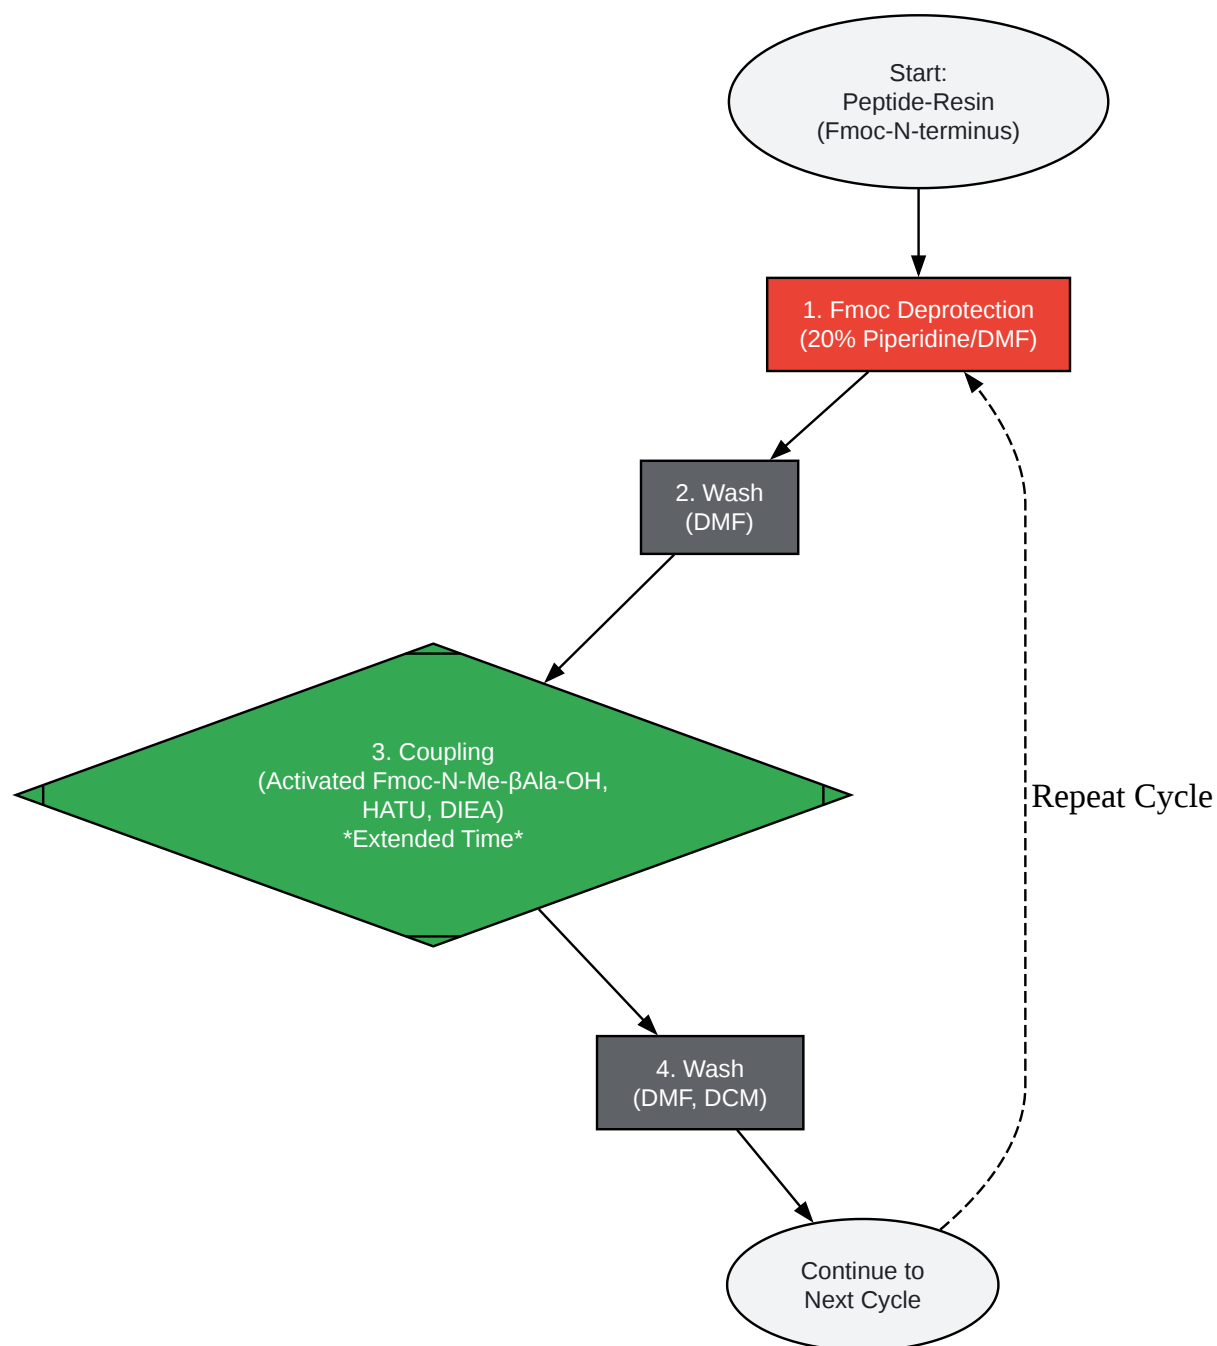 Start:
Peptide-Resin
(Fmoc-N-terminus)
1. Fmoc Deprotection
(20% Piperidine/DMF)
2. Wash
(DMF)
3. Coupling
(Activated Fmoc-N-Me-βAla-OH,
HATU, DIEA)
*Extended Time*
Repeat Cycle
4. Wash
(DMF, DCM)
Continue to
Next Cycle